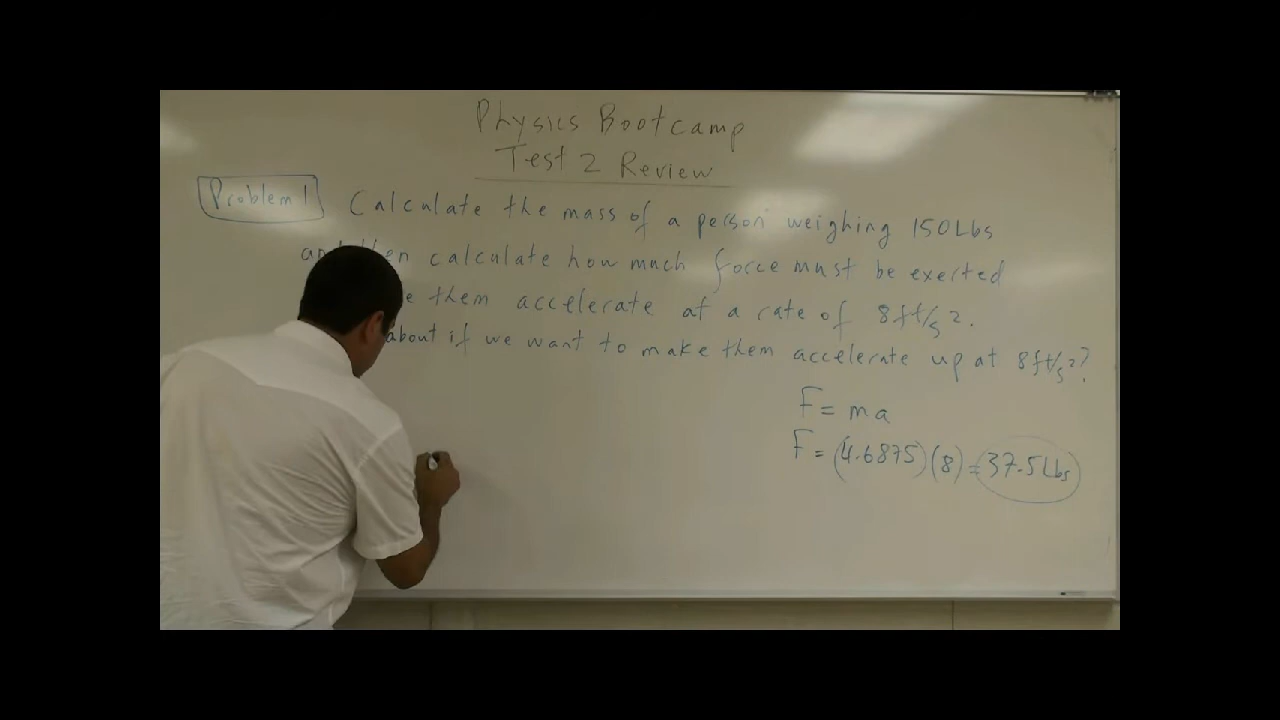 Physics Bootcamp
Test 2 Review
Problem 1 Calculate the mass of a person weighing 150Lbs
calculate how much force must be exerted
them accelerate at a rate of 8ft/s².
about if we want to make them accelerate up at 8ft/s²?
F = ma
F = (4.6875)(8) = 37.5Lbs